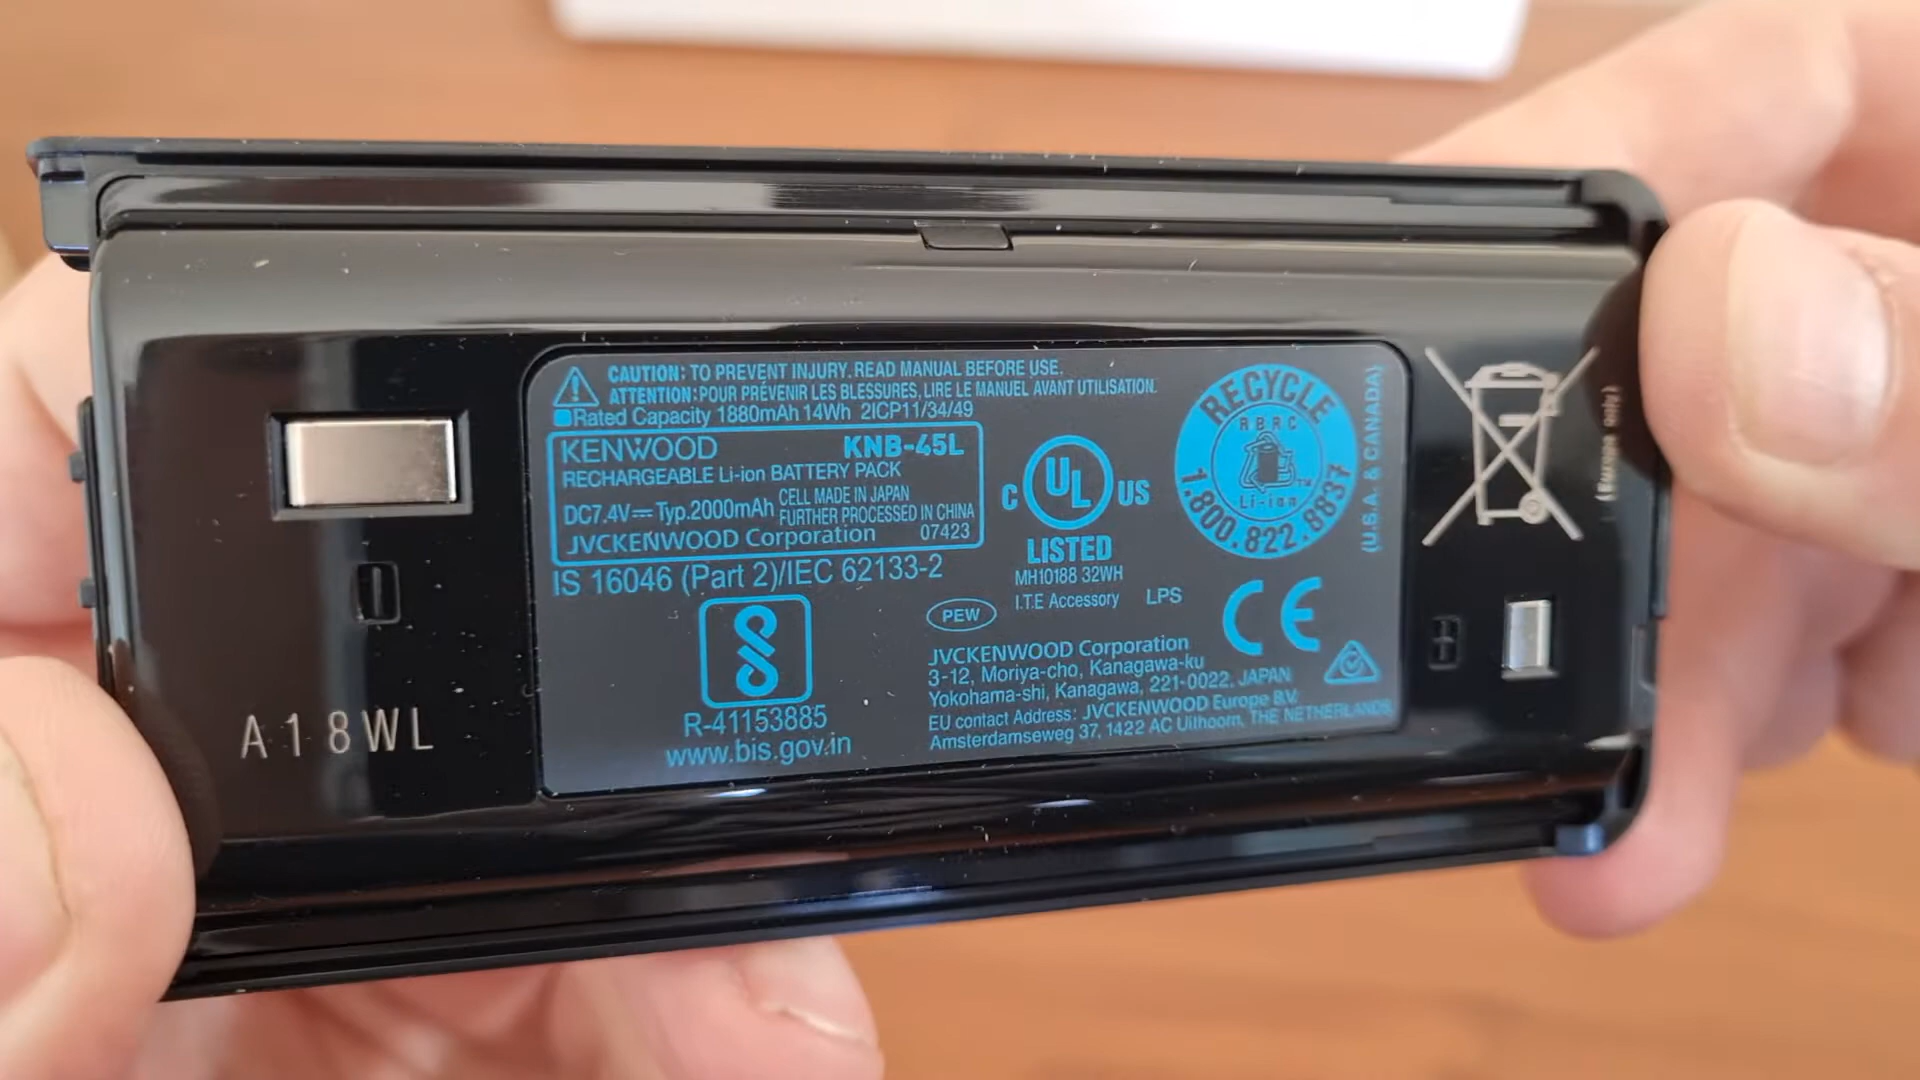 CAUTION: TO PREVENT INJURY. READ MANUAL BEFORE USE.
ATTENTION: POUR PRÉVENIR LES BLESSURES, LIRE LE MANUEL AVANT UTILISATION.
Rated Capacity 1880mAh 14Wh 2ICP11/34/49
KENWOOD KNB-45L
RECHARGEABLE Li-ion BATTERY PACK
DC7.4V Typ.2000mAh
CELL MADE IN JAPAN
FURTHER PROCESSED IN CHINA
JVCKENWOOD Corporation 07423
IS 16046 (Part 2)/IEC 62133-2
R-41153885
www.bis.gov.in
C UL US
LISTED
MH10188 32WH
I.T.E Accessory LPS
PEW
RECYCLE
RBRC
Li-ion
TM
1.800.822.8837
(U.S.A. & CANADA)
CE
JVCKENWOOD Corporation
3-12, Moriya-cho, Kanagawa-ku
Yokohama-shi, Kanagawa, 221-0022, JAPAN
EU contact Address: JVCKENWOOD Europe B.V.
Amsterdamseweg 37, 1422 AC Uithoorn, THE NETHERLANDS
A18WL
(Europe only)